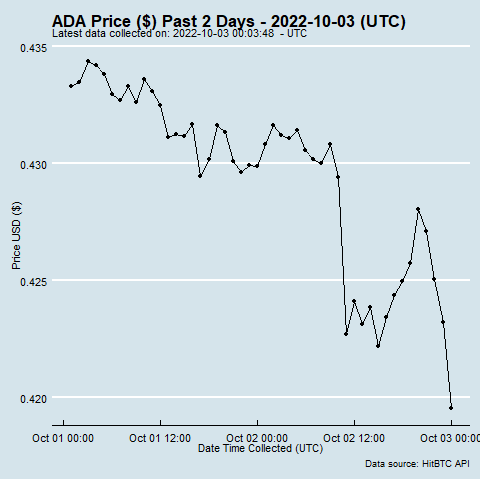 ADA Price ($) Past 2 Days - 2022-10-03 (UTC)
Latest data collected on: 2022-10-03 00:03:48  - UTC
0.435
0.430
0.425
0.420
Price USD ($)
Oct 01 00:00 Oct 01 12:00 Oct 02 00:00 Oct 02 12:00 Oct 03 00:00
Date Time Collected (UTC)
Data source: HitBTC API